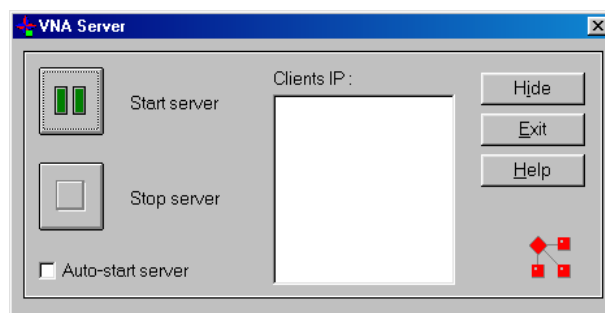 VNA Server
Start server
Stop server
Auto-start server
Clients IP :
Hide
Exit
Help